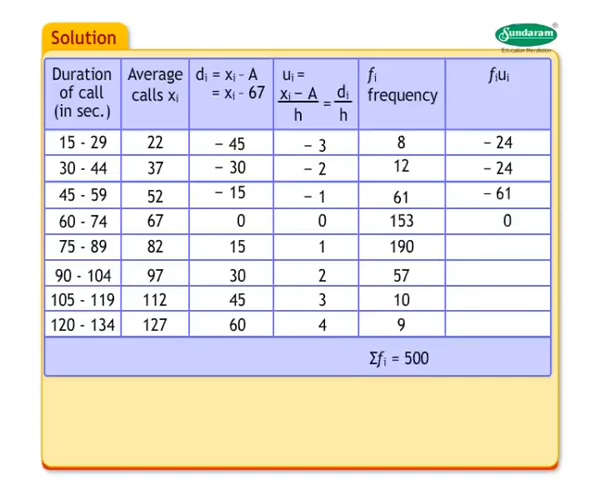 Solution
Sundaram
®
Education Revolution
Duration of call (in sec.) Average calls xᵢ dᵢ = xᵢ - A = xᵢ - 67 uᵢ = xᵢ – A / h = dᵢ / h fᵢ frequency fᵢuᵢ
15 - 29 22 – 45 – 3 8 – 24
30 - 44 37 – 30 – 2 12 – 24
45 - 59 52 – 15 – 1 61 – 61
60 - 74 67 0 0 153 0
75 - 89 82 15 1 190
90 - 104 97 30 2 57
105 - 119 112 45 3 10
120 - 134 127 60 4 9
Σfᵢ = 500